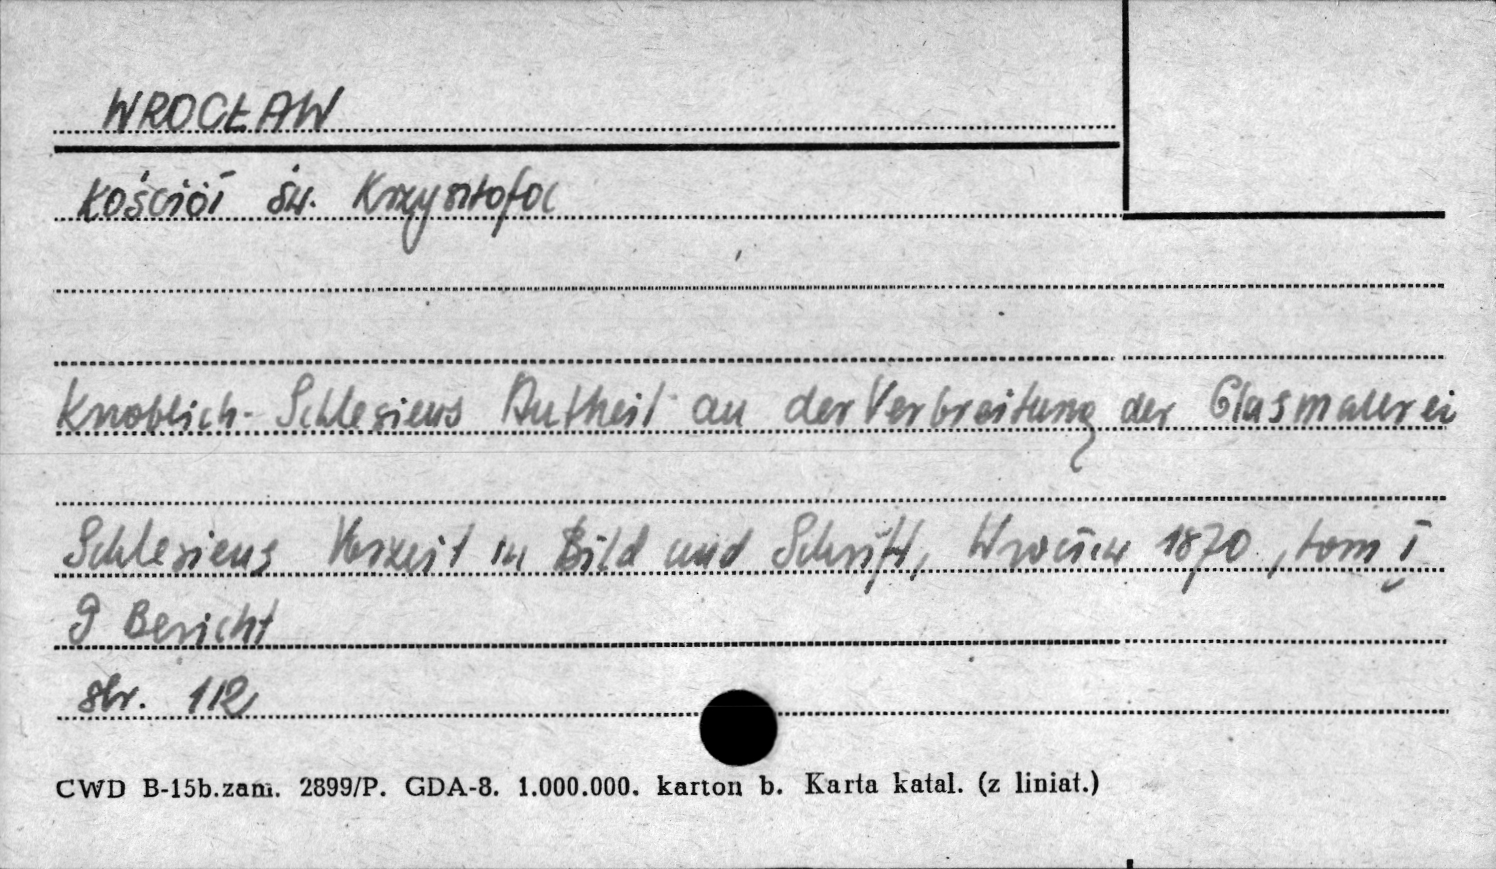 WROCŁAW
Kościół św. Krzysztofa
Knoblich - Schlesiens Antheil an der Verbreitung der Glasmalerei
Schlesiens Vorzeit in Bild und Schrift, Wrocław 1870, tom I
9 Bericht
str. 112
CWD B-15b.zam. 2899/P. GDA-8. 1.000.000. karton b. Karta katal. (z liniat.)